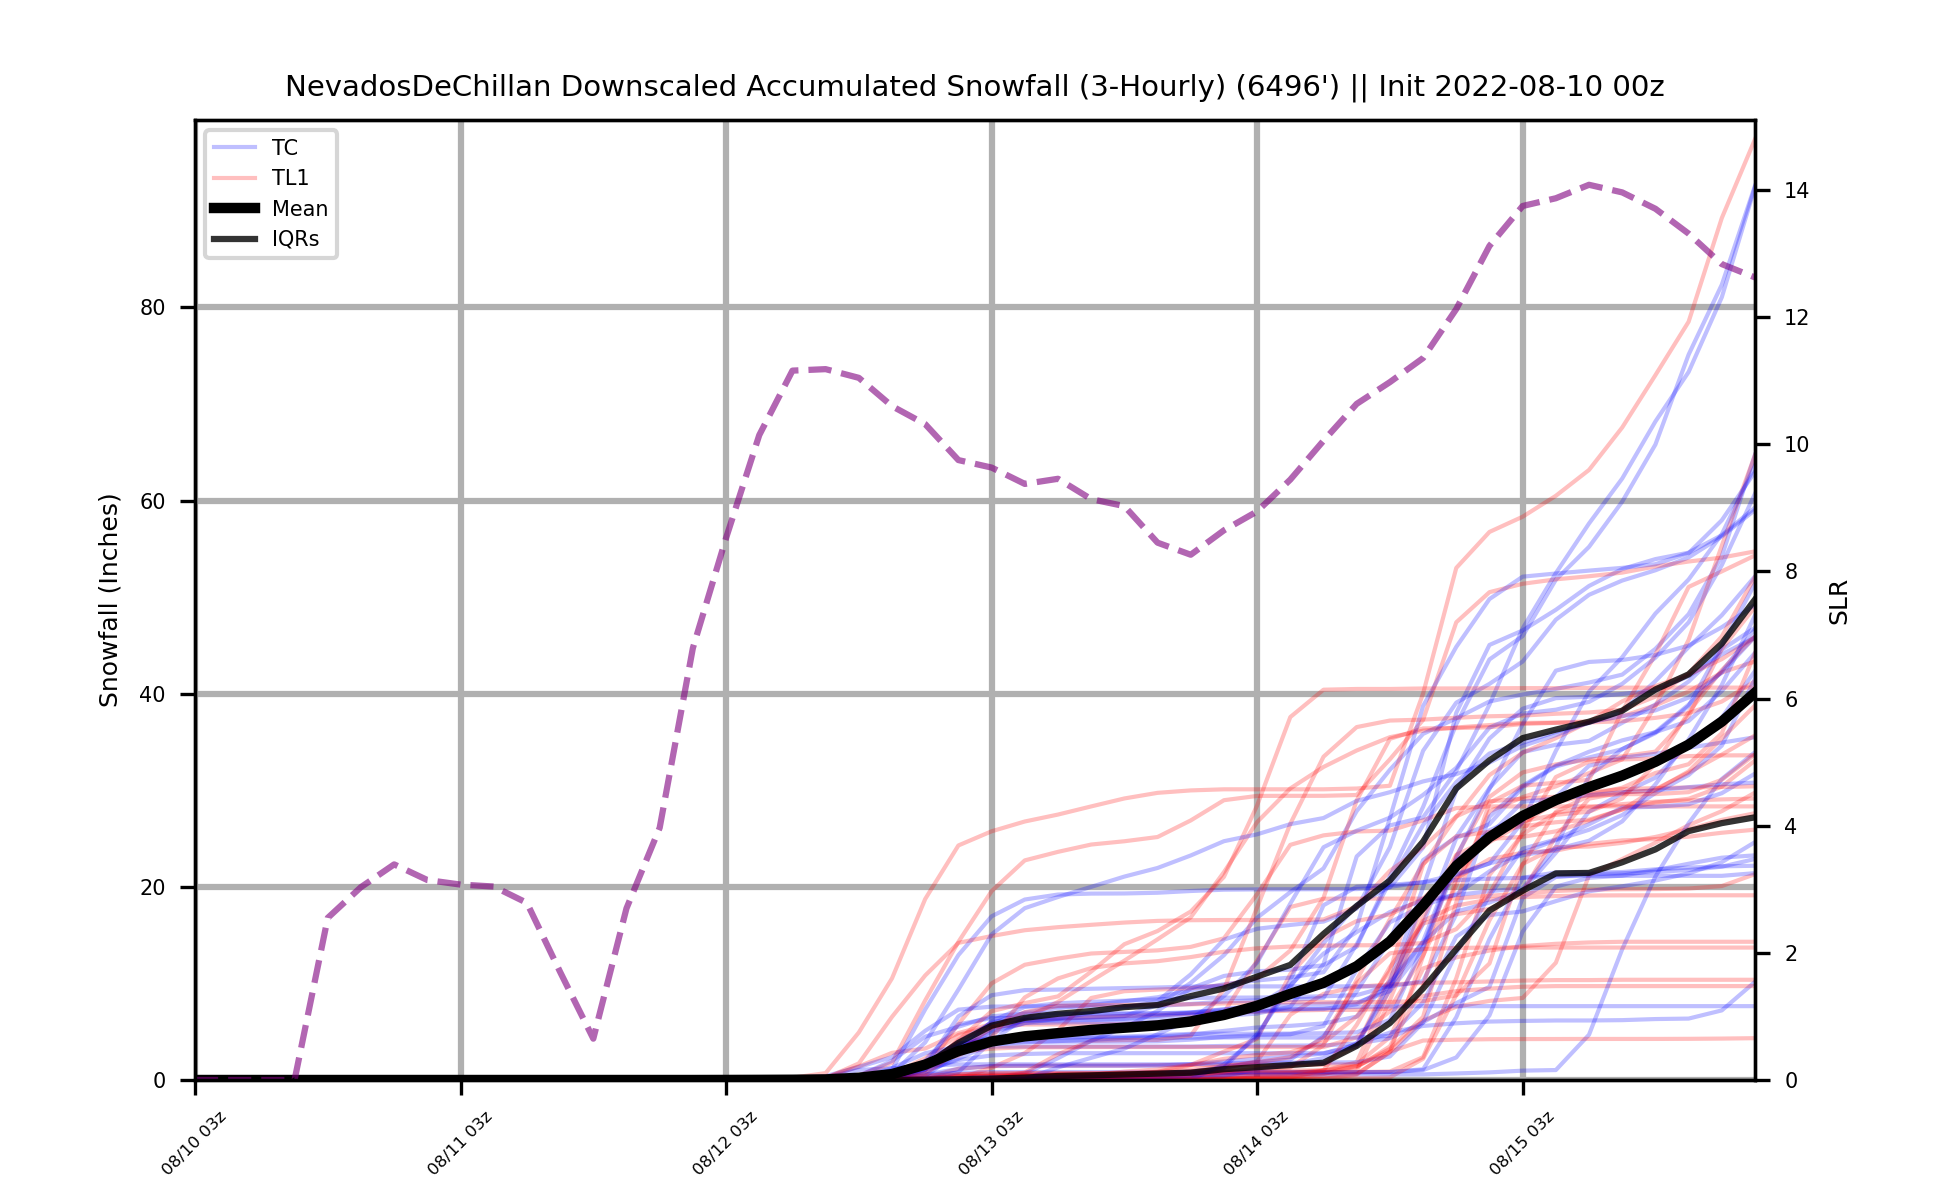 NevadosDeChillan Downscaled Accumulated Snowfall (3-Hourly) (6496') || Init 2022-08-10 00z
TC
TL1
Mean
IQRs
Snowfall (Inches)
80
60
40
20
0
14
12
10
8
6
4
2
0
SLR
08/10 03z
08/11 03z
08/12 03z
08/13 03z
08/14 03z
08/15 03z